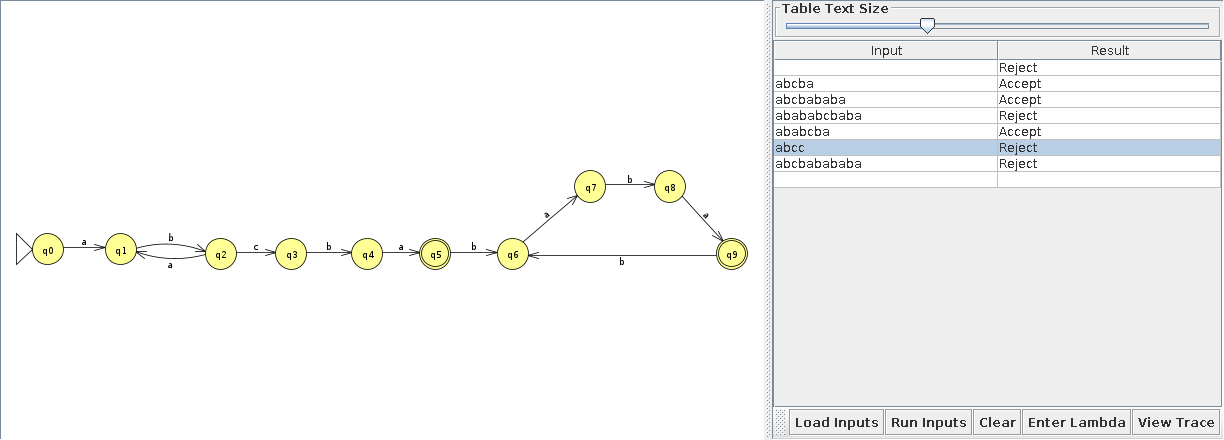 Table Text Size
Input Result
Reject
abcba Accept
abcbababa Accept
abababcbaba Reject
ababcba Accept
abcc Reject
abcbabababa Reject
q7 b q8
a a
q0 a q1 b q2 c q3 b q4 a q5 b q6 q9
a b
Load Inputs Run Inputs Clear Enter Lambda View Trace